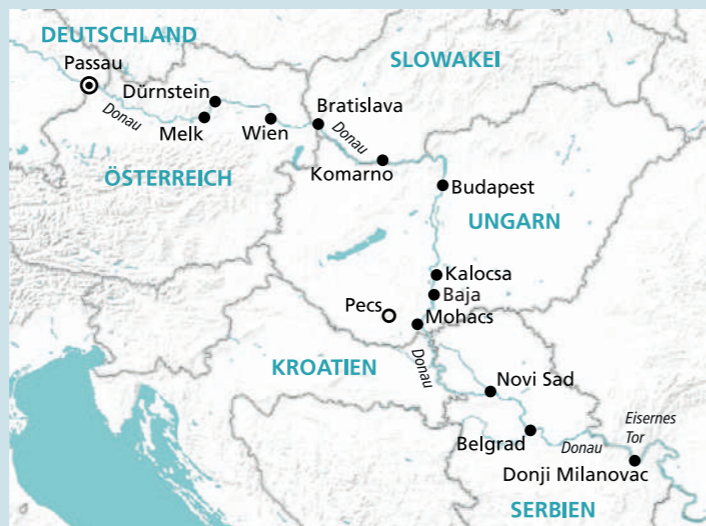 DEUTSCHLAND
Passau
Donau
Dürnstein
Melk
Wien
ÖSTERREICH
SLOWAKEI
Bratislava
Donau
Komarno
Budapest
UNGARN
Kalocsa
Baja
Pecs
Mohacs
KROATIEN
Donau
Novi Sad
Belgrad
Donau
Eisernes
Tor
Donji Milanovac
SERBIEN